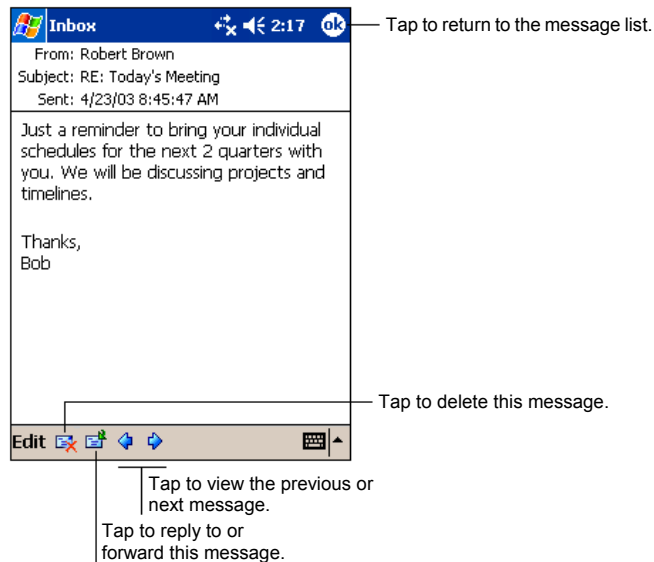 Inbox 2:17 ok
Tap to return to the message list.
From: Robert Brown
Subject: RE: Today's Meeting
Sent: 4/23/03 8:45:47 AM
Just a reminder to bring your individual
schedules for the next 2 quarters with
you. We will be discussing projects and
timelines.
Thanks,
Bob
Tap to delete this message.
Edit
Tap to view the previous or
next message.
Tap to reply to or
forward this message.